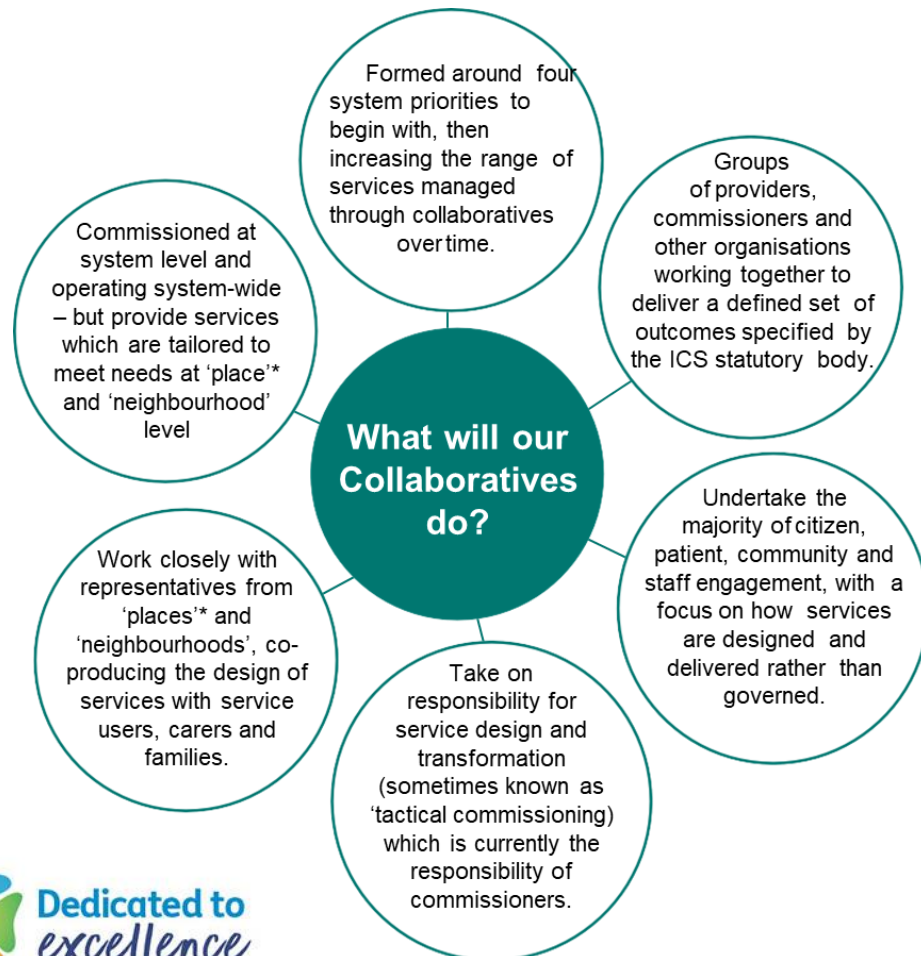 Formed around four
system priorities to
begin with, then
increasing the range of
services managed
through collaboratives
overtime.
Groups
of providers,
commissioners and
other organisations
working together to
deliver a defined set of
outcomes specified by
the ICS statutory body.
Commissioned at
system level and
operating system-wide
– but provide services
which are tailored to
meet needs at ‘place’*
and ‘neighbourhood’
level
What will our
Collaboratives
do?
Undertake the
majority of citizen,
patient, community and
staff engagement, with a
focus on how services
are designed and
delivered rather than
governed.
Work closely with
representatives from
‘places’* and
‘neighbourhoods’, co-
producing the design of
services with service
users, carers and
families.
Take on
responsibility for
service design and
transformation
(sometimes known as
‘tactical commissioning)
which is currently the
responsibility of
commissioners.
Dedicated to
excellence